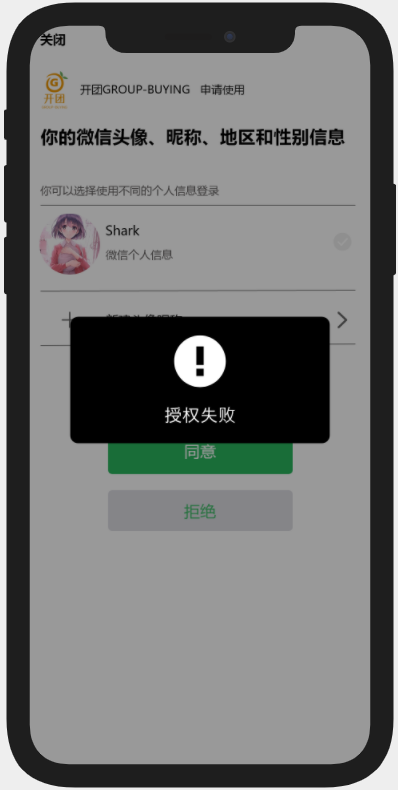 关闭
开团
开团GROUP-BUYING 申请使用
你的微信头像、昵称、地区和性别信息
你可以选择使用不同的个人信息登录
Shark
微信个人信息
授权失败
同意
拒绝